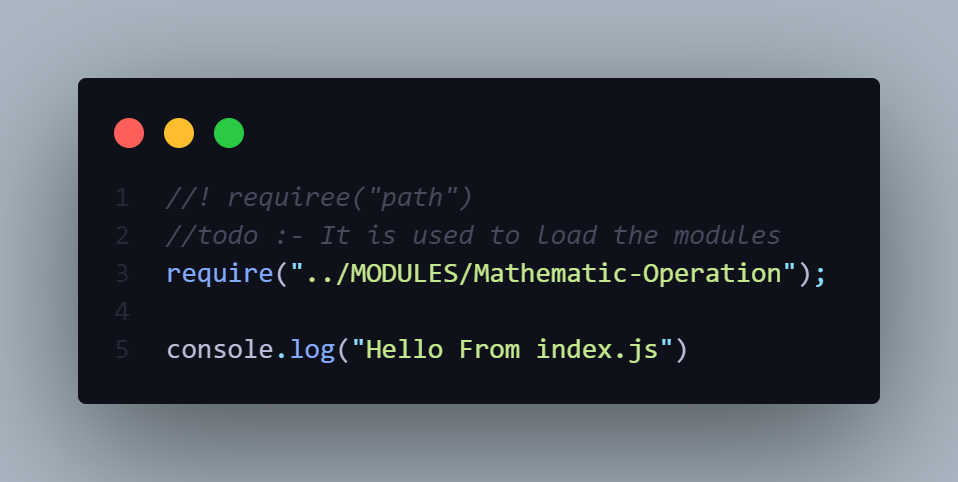 1 //! requiree("path")
2 //todo :- It is used to load the modules
3 require("../MODULES/Mathematic-Operation");
4
5 console.log("Hello From index.js")